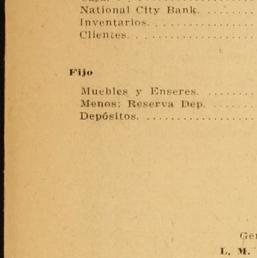 National City Bank. . . . . . . .
Inventarios. . . . . . . . . . . . .
Clientes. . . . . . . . . . . . . . . .
Fijo
Muebles y Enseres. . . . . . . .
Menos: Reserva Dep. . . . . . .
Depósitos. . . . . . . . . . . . . . .
Ger
L. M.